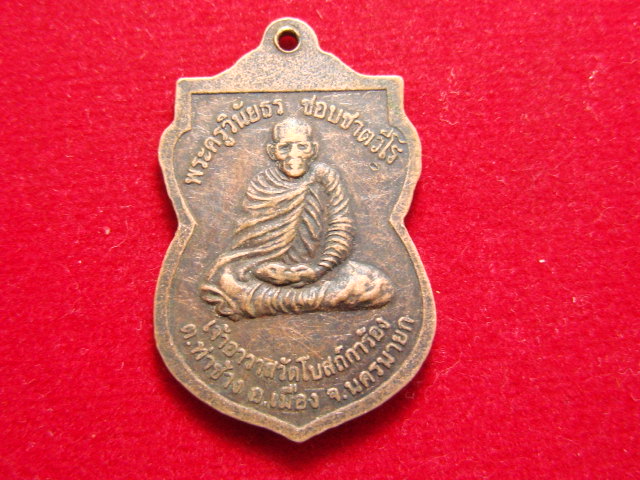 พระครูวินัยธร ชอบชาตวีโร
เจ้าอาวาสวัดโบสถ์การ้อง
ต.ท่าช้าง อ.เมือง จ.นครนายก